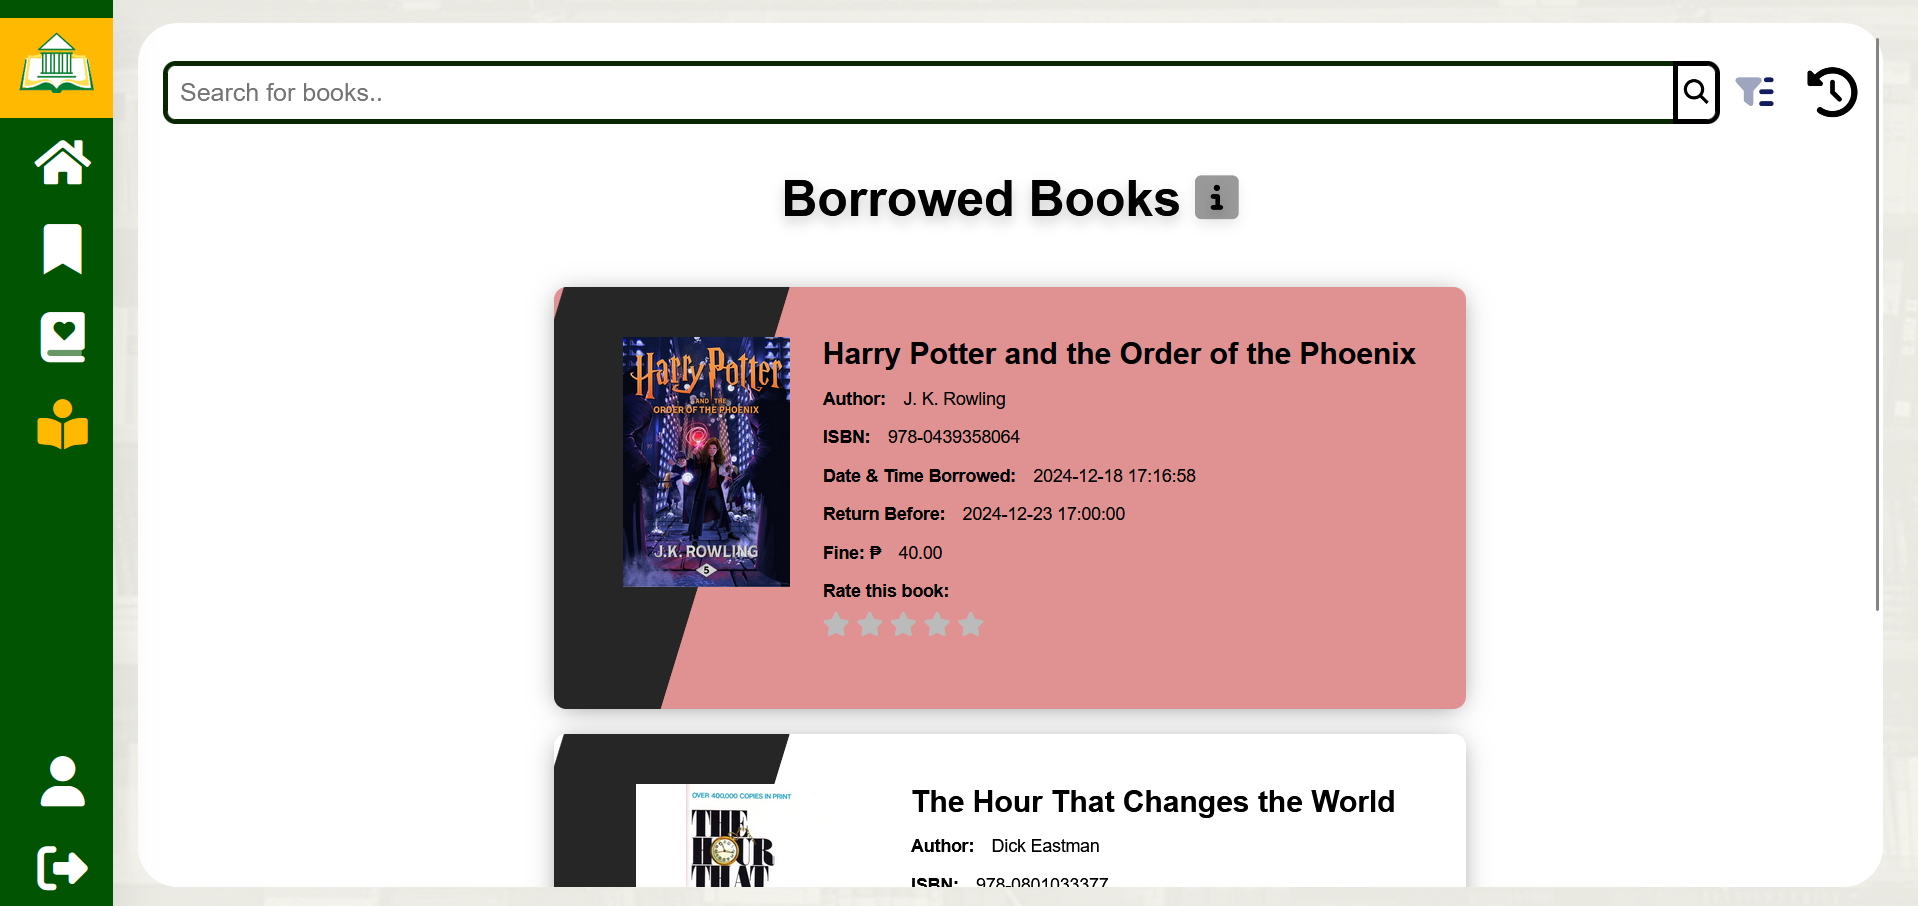 Search for books..
Borrowed Books
Harry Potter
AND THE
ORDER OF THE PHOENIX
J.K. ROWLING
5
Harry Potter and the Order of the Phoenix
Author: J. K. Rowling
ISBN: 978-0439358064
Date & Time Borrowed: 2024-12-18 17:16:58
Return Before: 2024-12-23 17:00:00
Fine: ₱ 40.00
Rate this book:
OVER 400,000 COPIES IN PRINT
THE
HOUR
THAT
The Hour That Changes the World
Author: Dick Eastman
ISBN: 978-0801033377